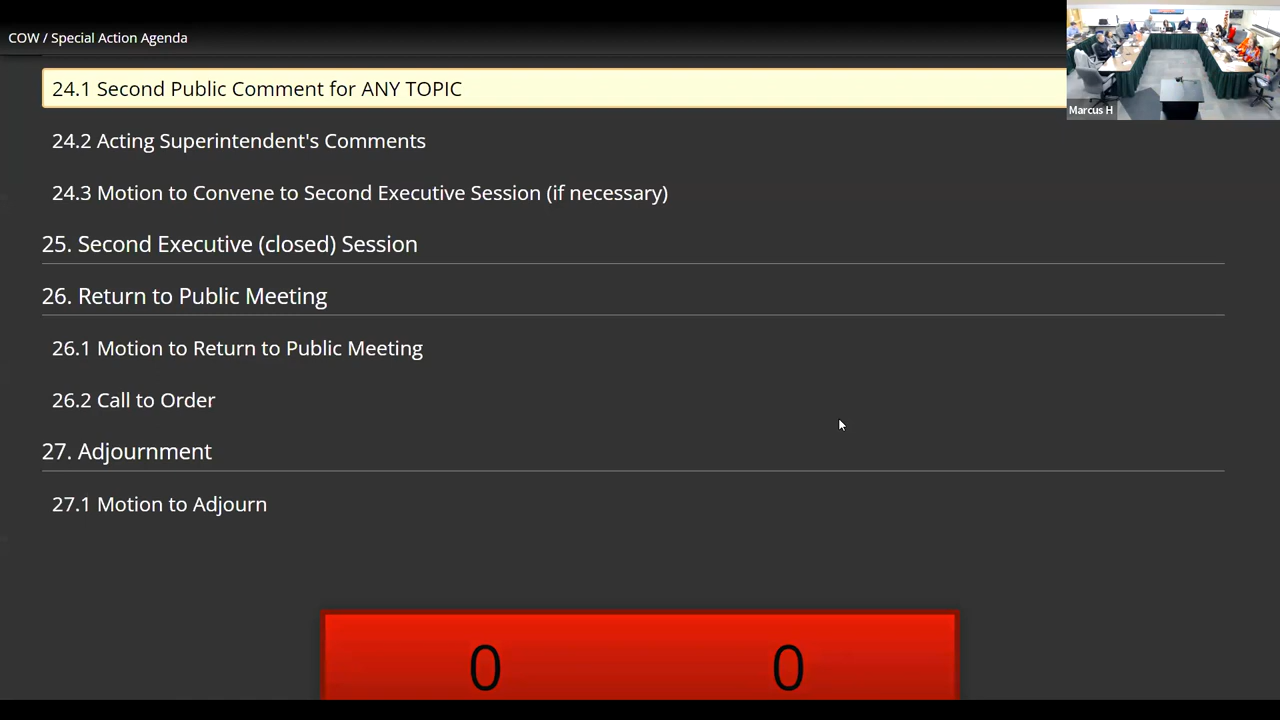 COW / Special Action Agenda
Marcus H
24.1 Second Public Comment for ANY TOPIC
24.2 Acting Superintendent's Comments
24.3 Motion to Convene to Second Executive Session (if necessary)
25. Second Executive (closed) Session
26. Return to Public Meeting
26.1 Motion to Return to Public Meeting
26.2 Call to Order
27. Adjournment
27.1 Motion to Adjourn
0 0